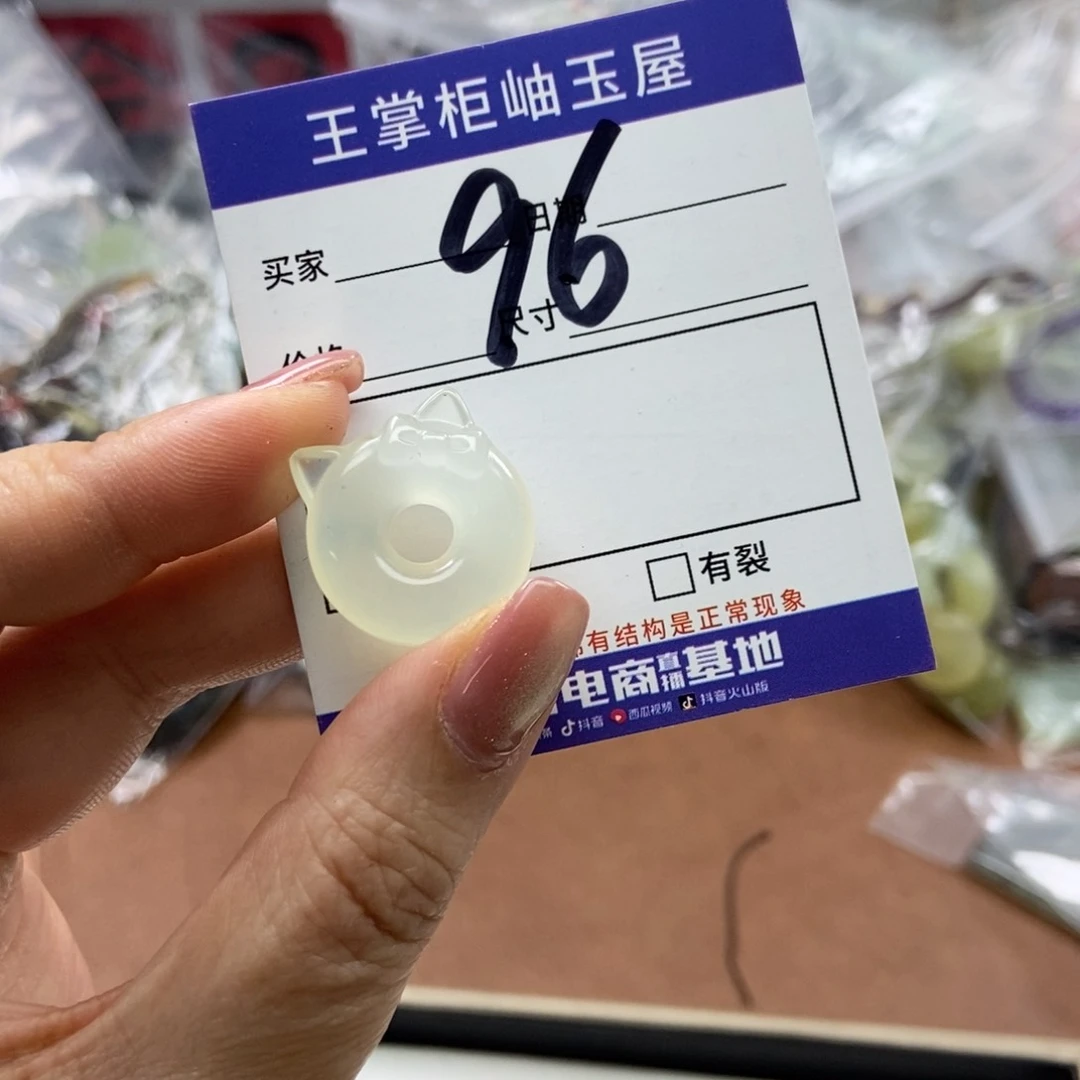 王掌柜岫玉屋
96
买家 日期
尺寸
有裂
有结构是正常现象
电商直播基地
抖音 西瓜视频 抖音火山版